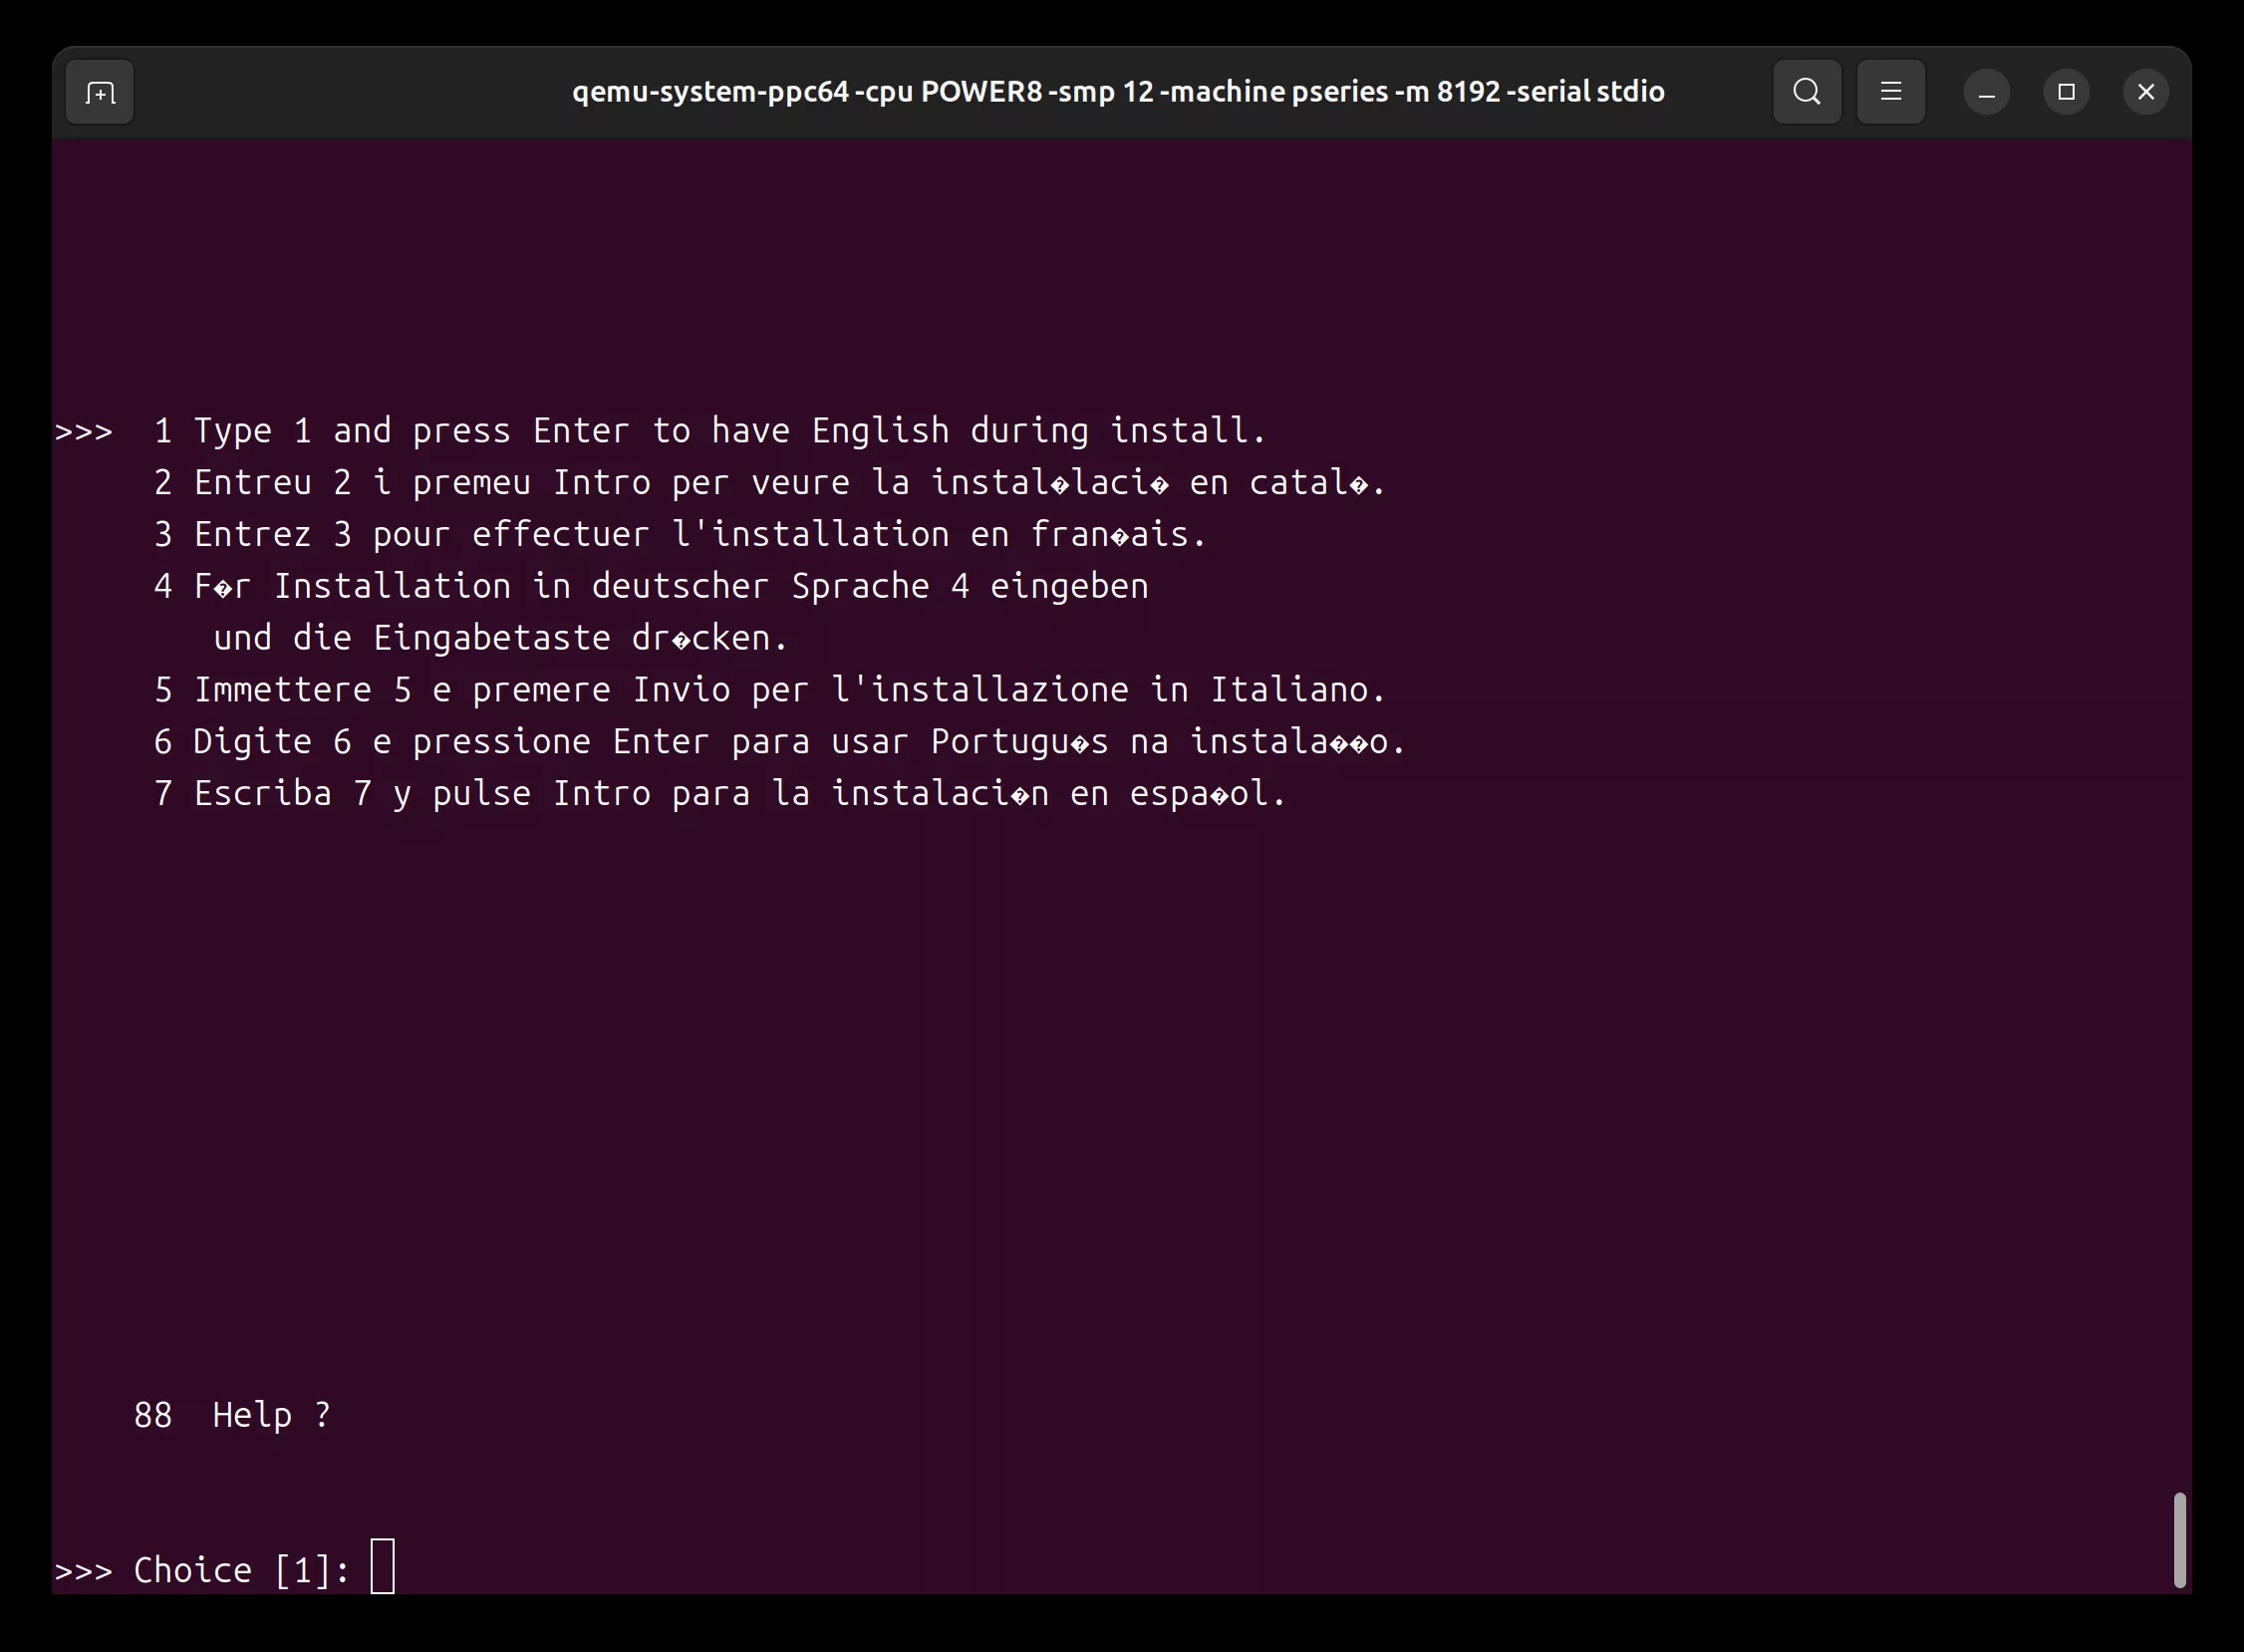 qemu-system-ppc64 -cpu POWER8 -smp 12 -machine pseries -m 8192 -serial stdio
>>>  1 Type 1 and press Enter to have English during install.
     2 Entreu 2 i premeu Intro per veure la instal�laci� en catal�.
     3 Entrez 3 pour effectuer l'installation en fran�ais.
     4 F�r Installation in deutscher Sprache 4 eingeben
        und die Eingabetaste dr�cken.
     5 Immettere 5 e premere Invio per l'installazione in Italiano.
     6 Digite 6 e pressione Enter para usar Portugu�s na instala��o.
     7 Escriba 7 y pulse Intro para la instalaci�n en espa�ol.
    88  Help ?
>>> Choice [1]: